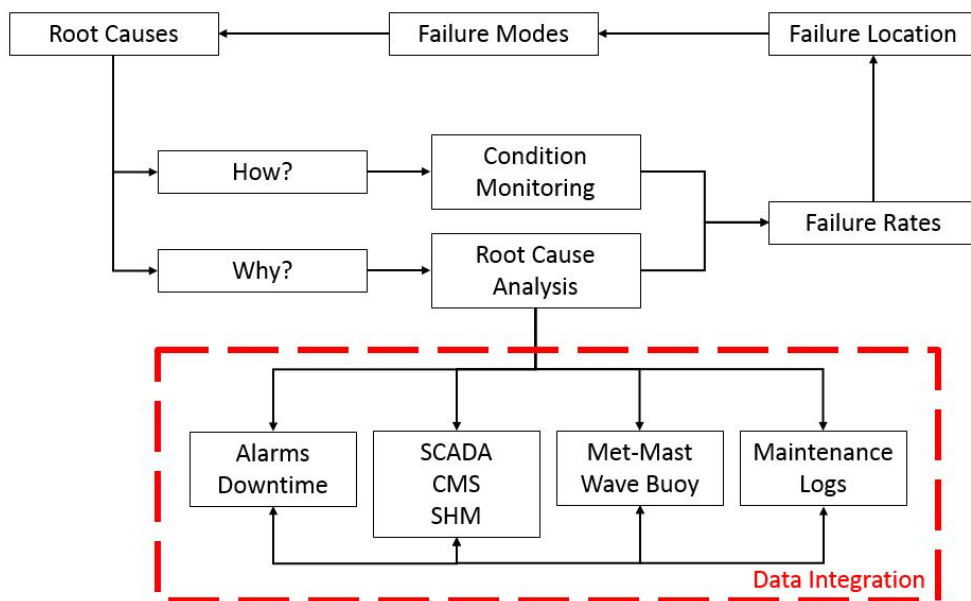 Root Causes
Failure Modes
Failure Location
How?
Condition
Monitoring
Failure Rates
Why?
Root Cause
Analysis
Alarms
Downtime
SCADA
CMS
SHM
Met-Mast
Wave Buoy
Maintenance
Logs
Data Integration